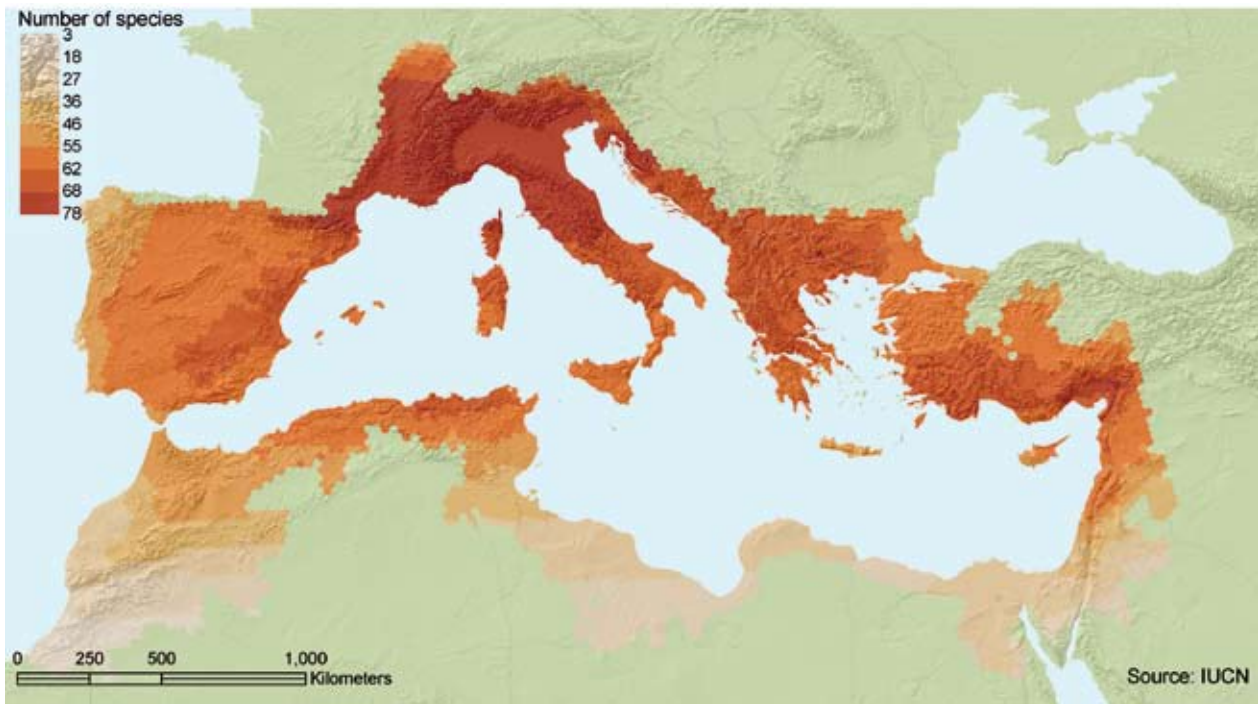 Number of species
3
18
27
36
46
55
62
68
78
0 250 500 1,000
Kilometers
Source: IUCN